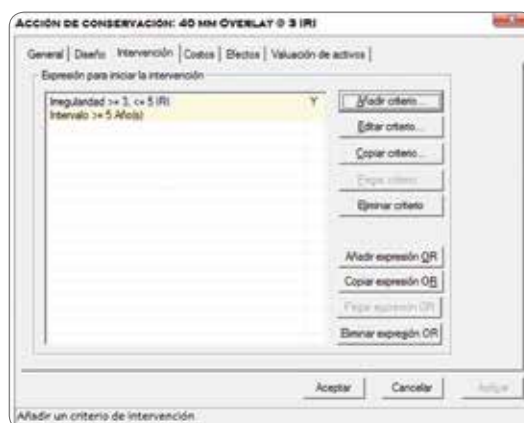 ACCIÓN DE CONSERVACIÓN: 40 MM OVERLAT @ 3 IRI
General | Diseño | Intervención | Costos | Efectos | Valuación de activos |
Expresión para iniciar la intervención
Irregularidad >= 3, <= 5 IRI Y
Intervalo >= 5 Año(s)
Añadir criterio...
Editar criterio...
Copiar criterio...
Pegar criterio...
Eliminar criterio
Añadir expresión OR
Copiar expresión OR
Pegar expresión OR
Eliminar expresión OR
Aceptar Cancelar Aplicar
Añadir un criterio de intervención